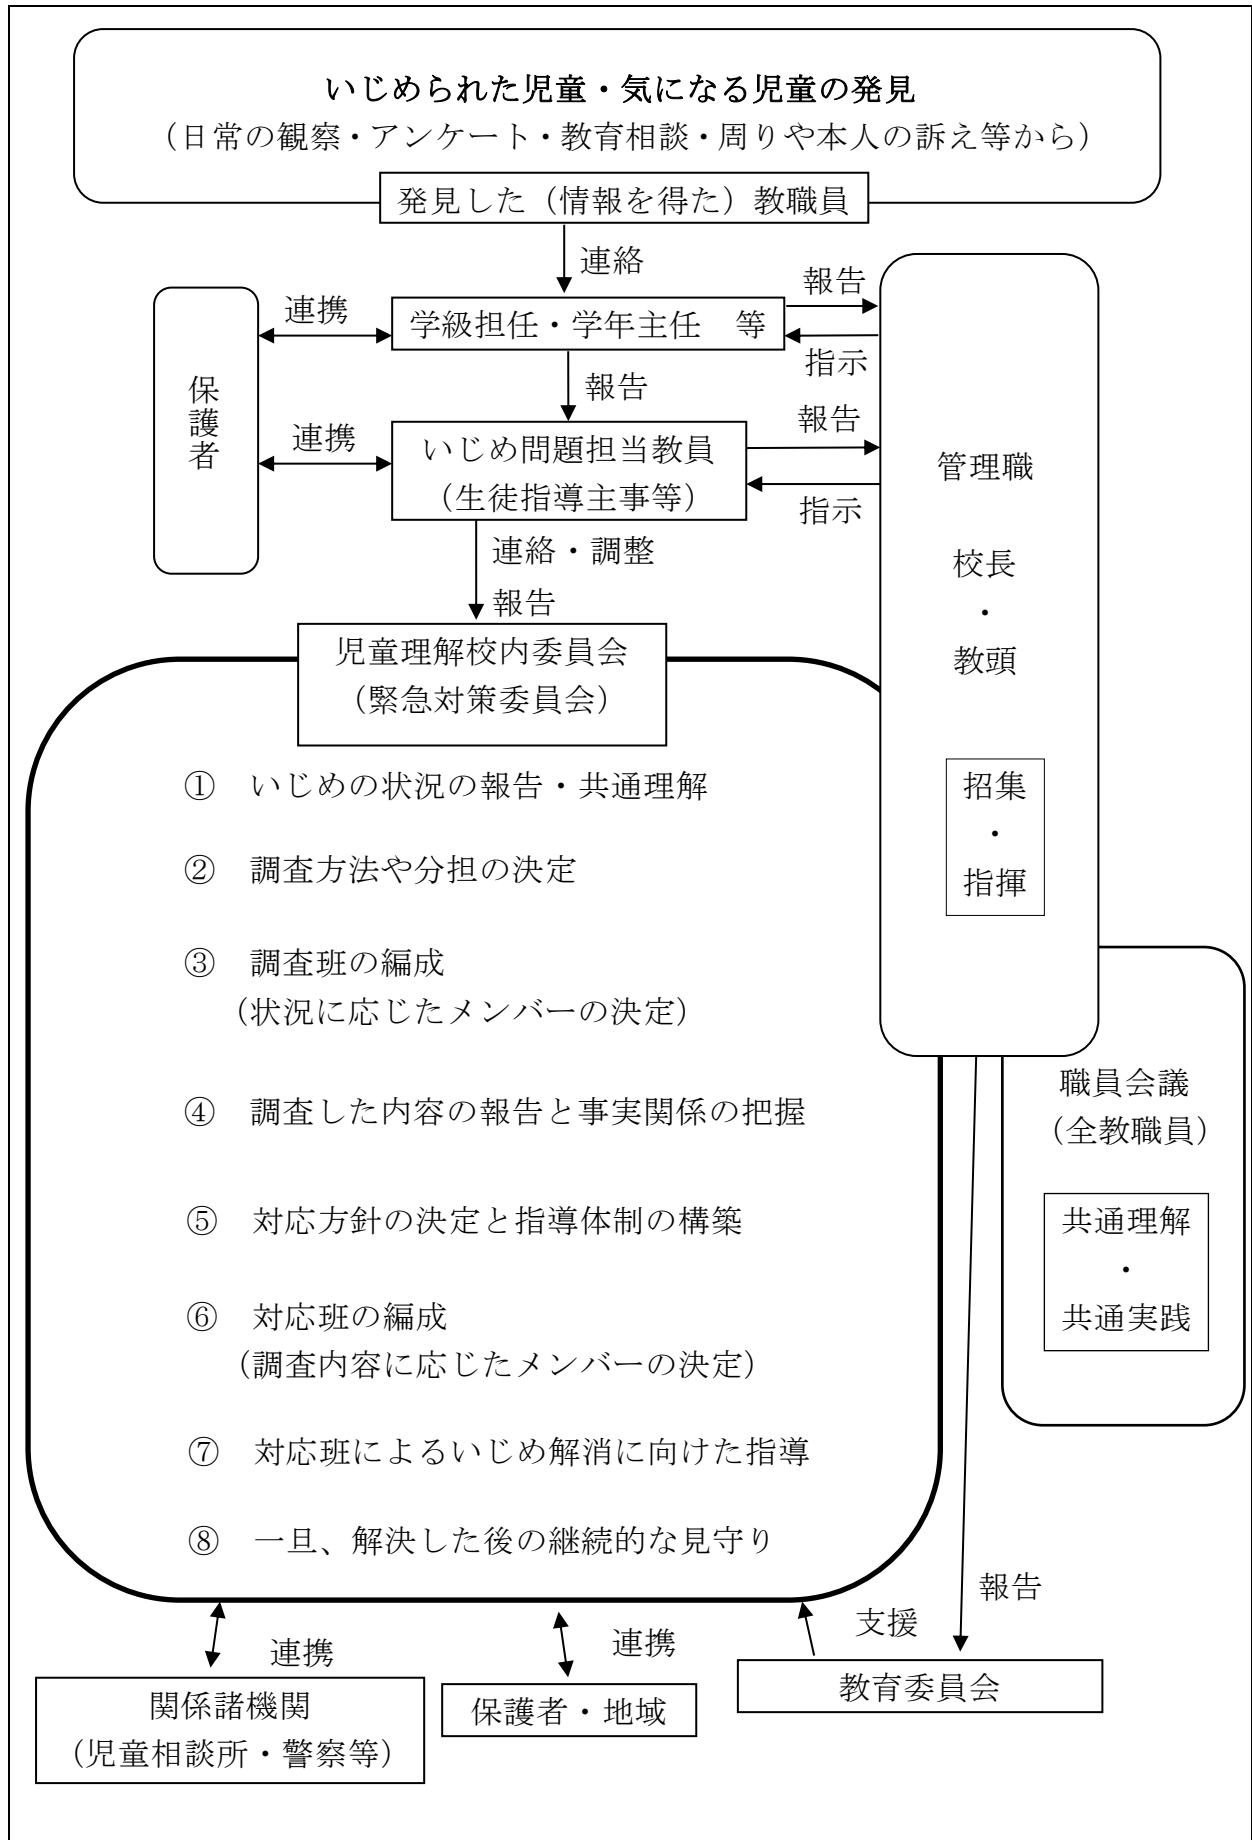 いじめられた児童・気になる児童の発見
（日常の観察・アンケート・教育相談・周りや本人の訴え等から）
発見した（情報を得た）教職員
連絡
報告
連携
学級担任・学年主任　等
指示
報告
保護者
連携
報告
いじめ問題担当教員
（生徒指導主事等）
指示
管理職
校長
・
教頭
招集
・
指揮
連絡・調整
報告
児童理解校内委員会
（緊急対策委員会）
①　いじめの状況の報告・共通理解
②　調査方法や分担の決定
③　調査班の編成
（状況に応じたメンバーの決定）
④　調査した内容の報告と事実関係の把握
⑤　対応方針の決定と指導体制の構築
⑥　対応班の編成
（調査内容に応じたメンバーの決定）
⑦　対応班によるいじめ解消に向けた指導
⑧　一旦、解決した後の継続的な見守り
職員会議
（全教職員）
共通理解
・
共通実践
報告
支援
連携
連携
関係諸機関
（児童相談所・警察等）
保護者・地域
教育委員会